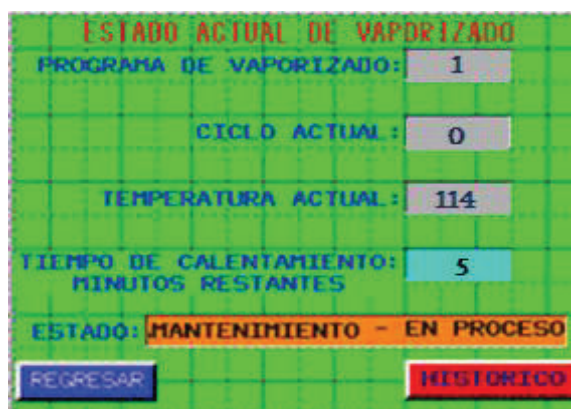 ESTADO ACTUAL DE VAPORIZADO
PROGRAMA DE VAPORIZADO: 1
CICLO ACTUAL: 0
TEMPERATURA ACTUAL: 114
TIEMPO DE CALENTAMIENTO: 5
MINUTOS RESTANTES
ESTADO: MANTENIMIENTO - EN PROCESO
REGRESAR HISTORICO